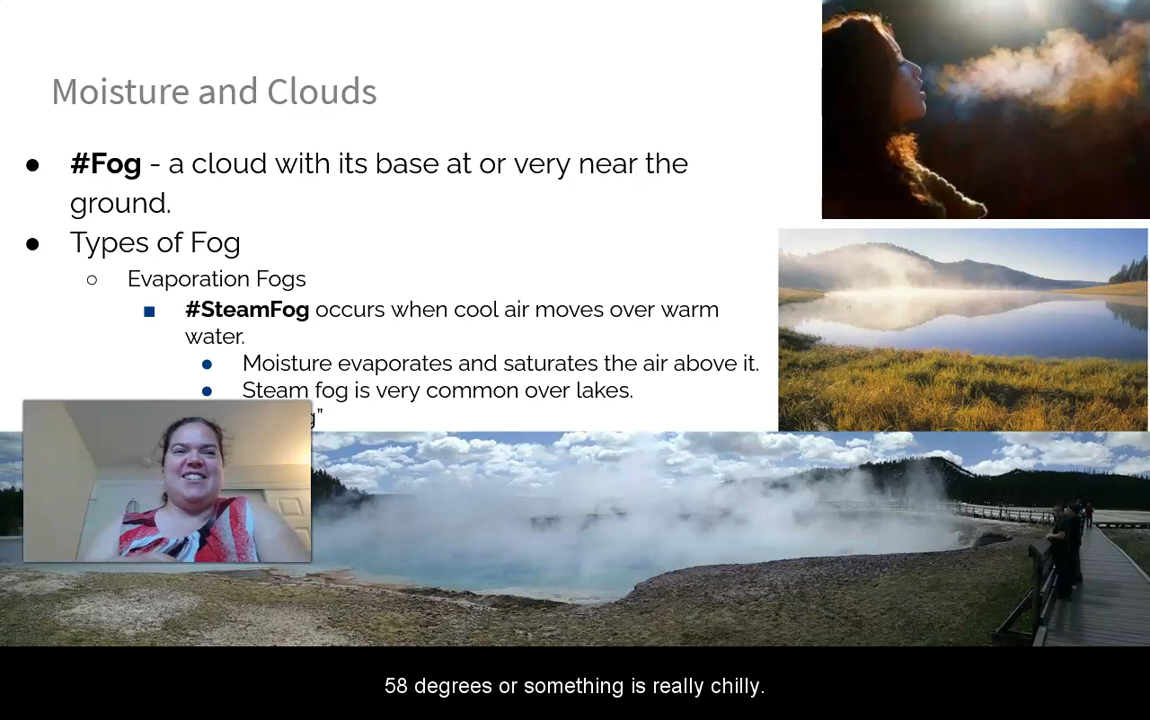 Moisture and Clouds
● #Fog - a cloud with its base at or very near the
ground.
● Types of Fog
○ Evaporation Fogs
■ #SteamFog occurs when cool air moves over warm
water.
● Moisture evaporates and saturates the air above it.
● Steam fog is very common over lakes.
58 degrees or something is really chilly.